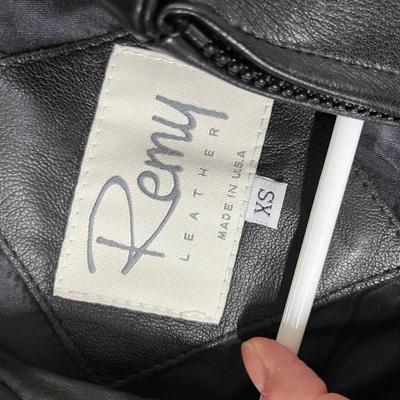 Remy
LEATHER
MADE IN U.S.A
XS